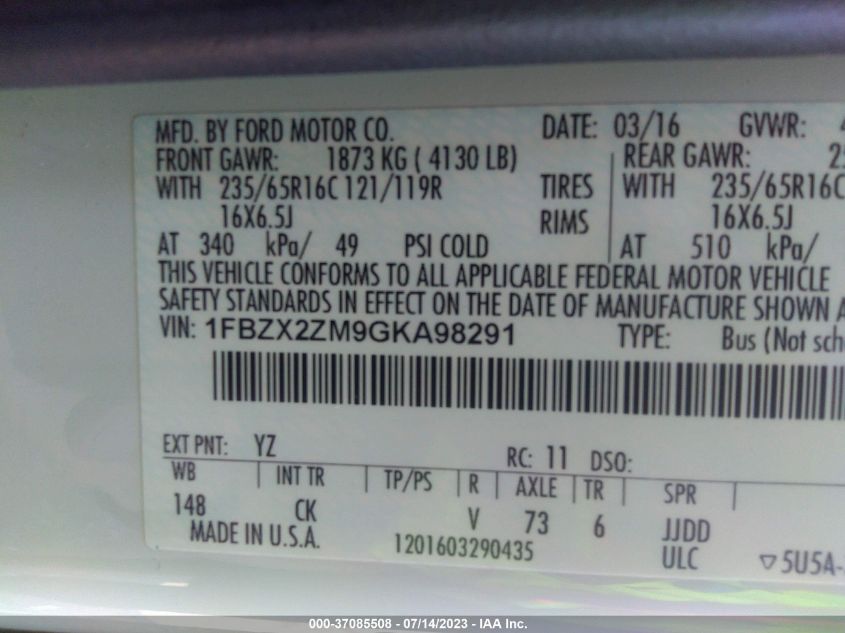 MFD. BY FORD MOTOR CO. DATE: 03/16 GVWR:
FRONT GAWR: 1873 KG ( 4130 LB) REAR GAWR:
WITH 235/65R16C 121/119R TIRES WITH 235/65R16C
16X6.5J RIMS 16X6.5J
AT 340 kPa/ 49 PSI COLD AT 510 kPa/
THIS VEHICLE CONFORMS TO ALL APPLICABLE FEDERAL MOTOR VEHICLE
SAFETY STANDARDS IN EFFECT ON THE DATE OF MANUFACTURE SHOWN
VIN: 1FBZX2ZM9GKA98291 TYPE: Bus (Not
EXT PNT: YZ RC: 11 DSO:
WB INT TR TP/PS R AXLE TR SPR
148 CK V 73 6 JJDD
MADE IN U.S.A. 1201603290435 ULC 5U5A-
000-37085508 - 07/14/2023 - IAA Inc.